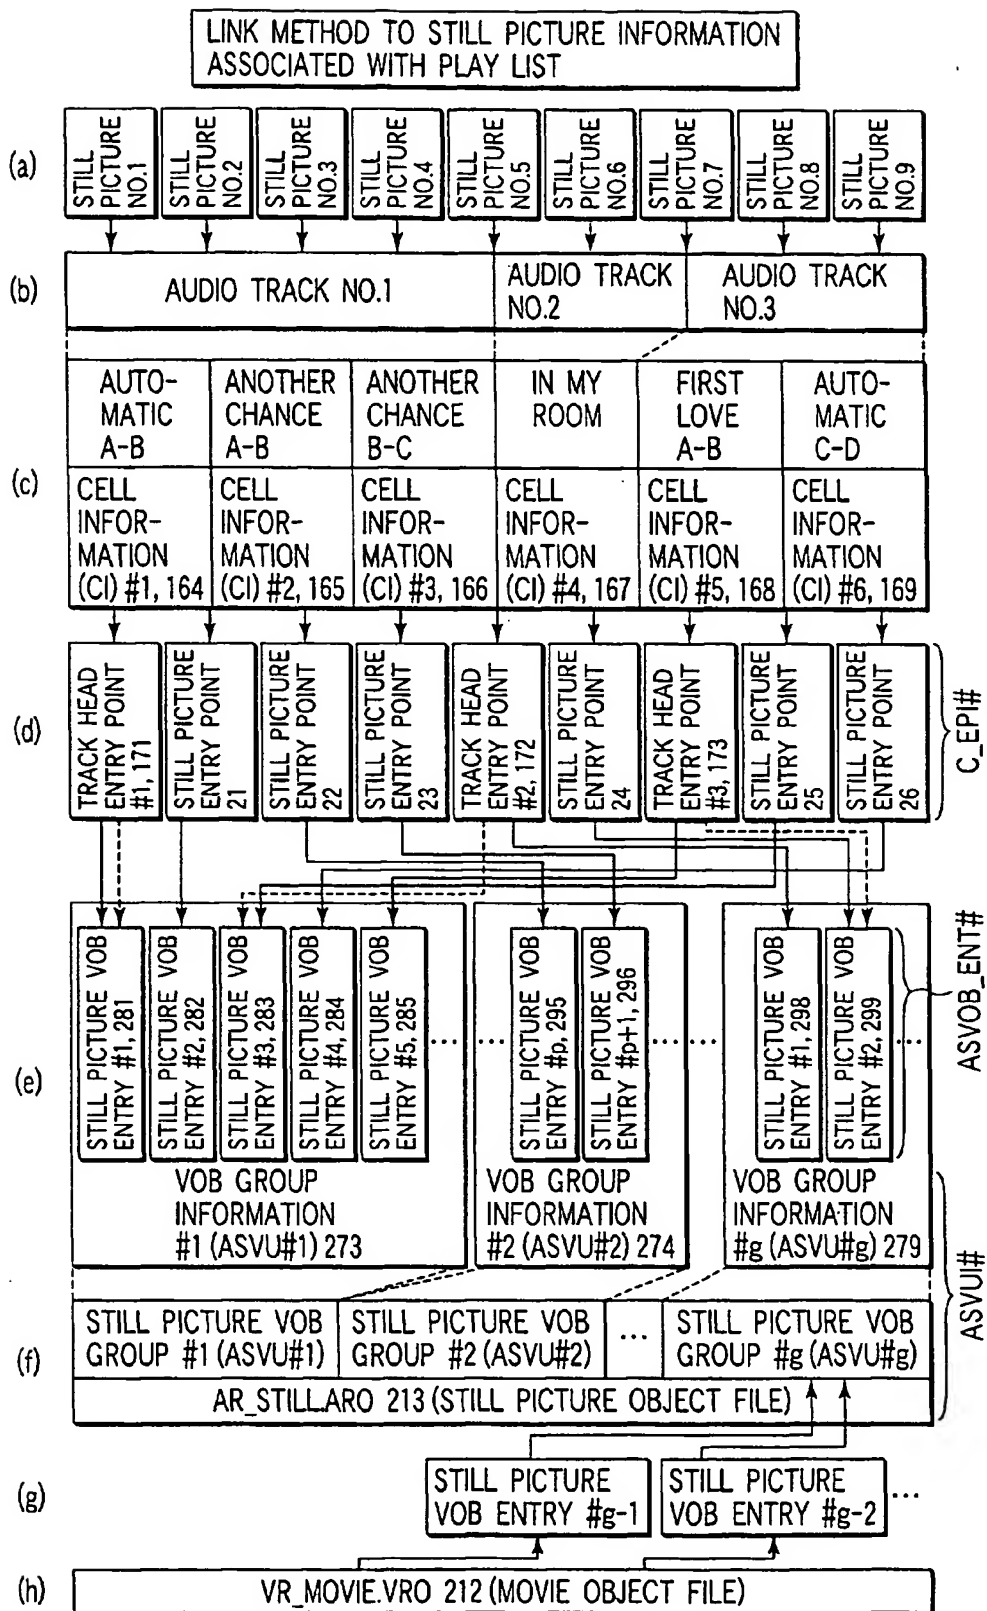 LINK METHOD TO STILL PICTURE INFORMATION
ASSOCIATED WITH PLAY LIST
(a)
STILL
PICTURE
NO.1
STILL
PICTURE
NO.2
STILL
PICTURE
NO.3
STILL
PICTURE
NO.4
STILL
PICTURE
NO.5
STILL
PICTURE
NO.6
STILL
PICTURE
NO.7
STILL
PICTURE
NO.8
STILL
PICTURE
NO.9
(b)
AUDIO TRACK NO.1
AUDIO TRACK
NO.2
AUDIO TRACK
NO.3
(c)
AUTO-
MATIC
A-B
ANOTHER
CHANCE
A-B
ANOTHER
CHANCE
B-C
IN MY
ROOM
FIRST
LOVE
A-B
AUTO-
MATIC
C-D
CELL
INFOR-
MATION
(CI) #1, 164
CELL
INFOR-
MATION
(CI) #2, 165
CELL
INFOR-
MATION
(CI) #3, 166
CELL
INFOR-
MATION
(CI) #4, 167
CELL
INFOR-
MATION
(CI) #5, 168
CELL
INFOR-
MATION
(CI) #6, 169
(d)
TRACK HEAD
ENTRY POINT
#1, 171
STILL PICTURE
ENTRY POINT
21
STILL PICTURE
ENTRY POINT
22
STILL PICTURE
ENTRY POINT
23
TRACK HEAD
ENTRY POINT
#2, 172
STILL PICTURE
ENTRY POINT
24
TRACK HEAD
ENTRY POINT
#3, 173
STILL PICTURE
ENTRY POINT
25
STILL PICTURE
ENTRY POINT
26
C_EPI#
(e)
STILL PICTURE VOB
ENTRY #1, 281
STILL PICTURE VOB
ENTRY #2, 282
STILL PICTURE VOB
ENTRY #3, 283
STILL PICTURE VOB
ENTRY #4, 284
STILL PICTURE VOB
ENTRY #5, 285
STILL PICTURE VOB
ENTRY #p, 295
STILL PICTURE VOB
ENTRY #p+1, 296
STILL PICTURE VOB
ENTRY #1, 298
STILL PICTURE VOB
ENTRY #2, 299
ASVOB_ENT#
VOB GROUP
INFORMATION
#1 (ASVU#1) 273
VOB GROUP
INFORMATION
#2 (ASVU#2) 274
VOB GROUP
INFORMATION
#g (ASVU#g) 279
ASVUI#
(f)
STILL PICTURE VOB
GROUP #1 (ASVU#1)
STILL PICTURE VOB
GROUP #2 (ASVU#2)
...
STILL PICTURE VOB
GROUP #g (ASVU#g)
AR_STILL.ARO 213 (STILL PICTURE OBJECT FILE)
(g)
STILL PICTURE
VOB ENTRY #g-1
STILL PICTURE
VOB ENTRY #g-2
...
(h)
VR_MOVIE.VRO 212 (MOVIE OBJECT FILE)